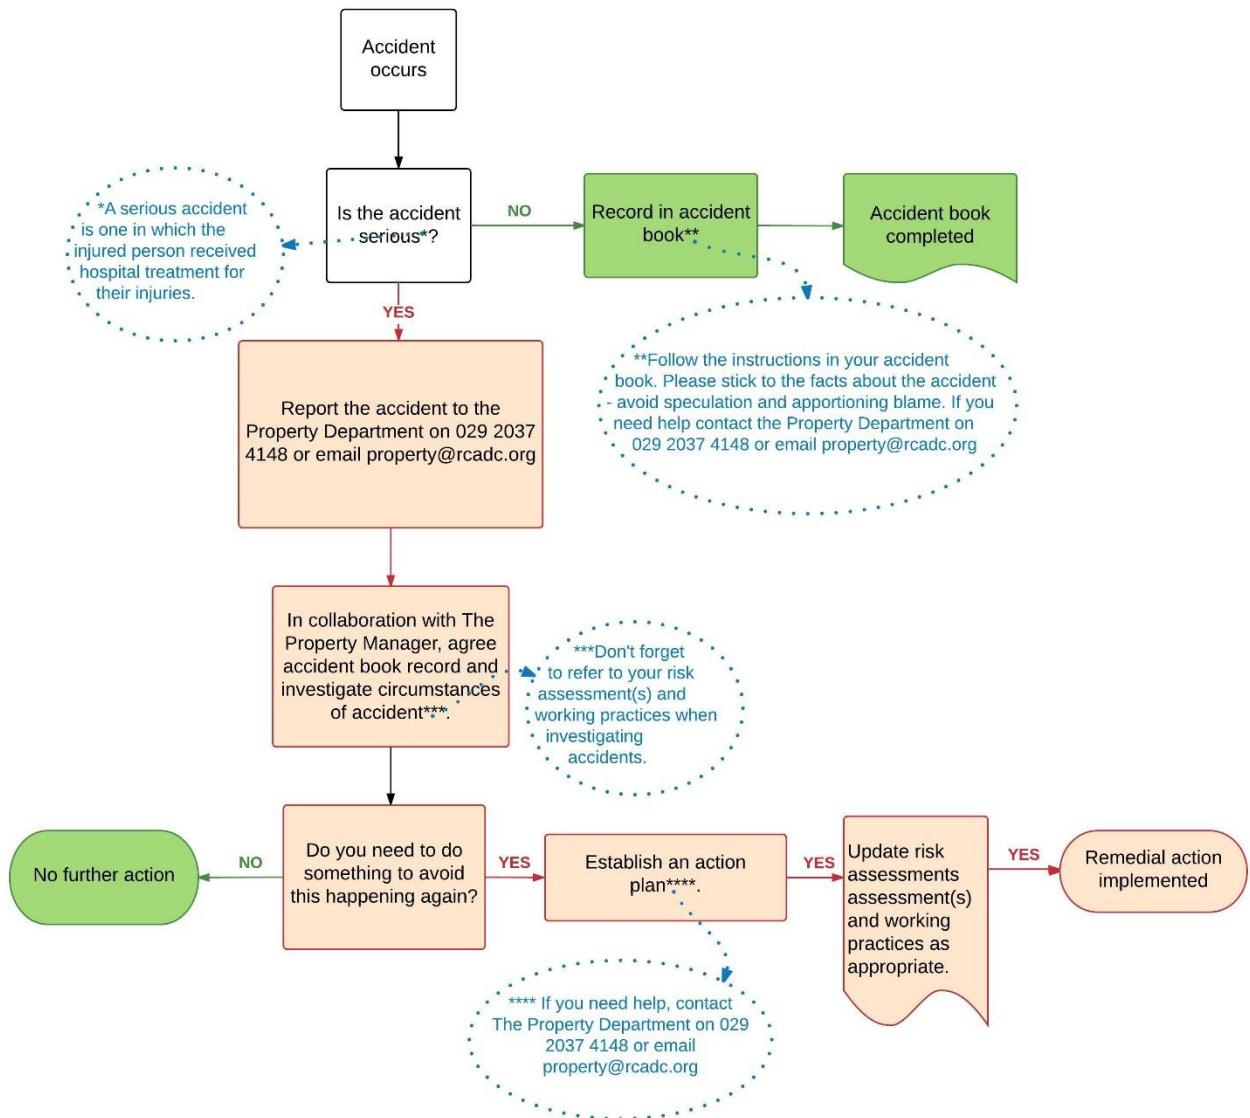 Accident
occurs
*A serious accident
is one in which the
injured person received
hospital treatment for
their injuries.
Is the accident
serious*?
NO
Record in accident
book**
Accident book
completed
YES
**Follow the instructions in your accident
book. Please stick to the facts about the accident
- avoid speculation and apportioning blame. If you
need help contact the Property Department on
029 2037 4148 or email property@rcadc.org
Report the accident to the
Property Department on 029 2037
4148 or email property@rcadc.org
In collaboration with The
Property Manager, agree
accident book record and
investigate circumstances
of accident***.
***Don't forget
to refer to your risk
assessment(s) and
working practices when
investigating
accidents.
No further action
NO
Do you need to do
something to avoid
this happening again?
YES
Establish an action
plan****.
YES
Update risk
assessments
assessment(s)
and working
practices as
appropriate.
YES
Remedial action
implemented
**** If you need help, contact
The Property Department on 029
2037 4148 or email
property@rcadc.org